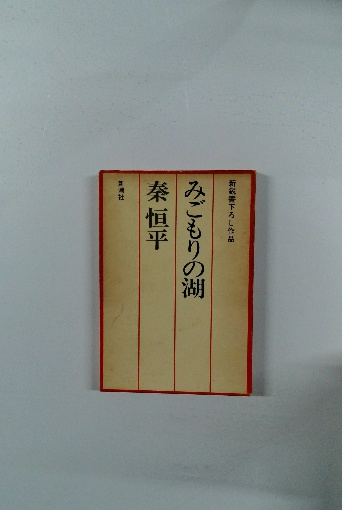 新鋭書下ろし作品
みごもりの湖
秦恒平
新潮社